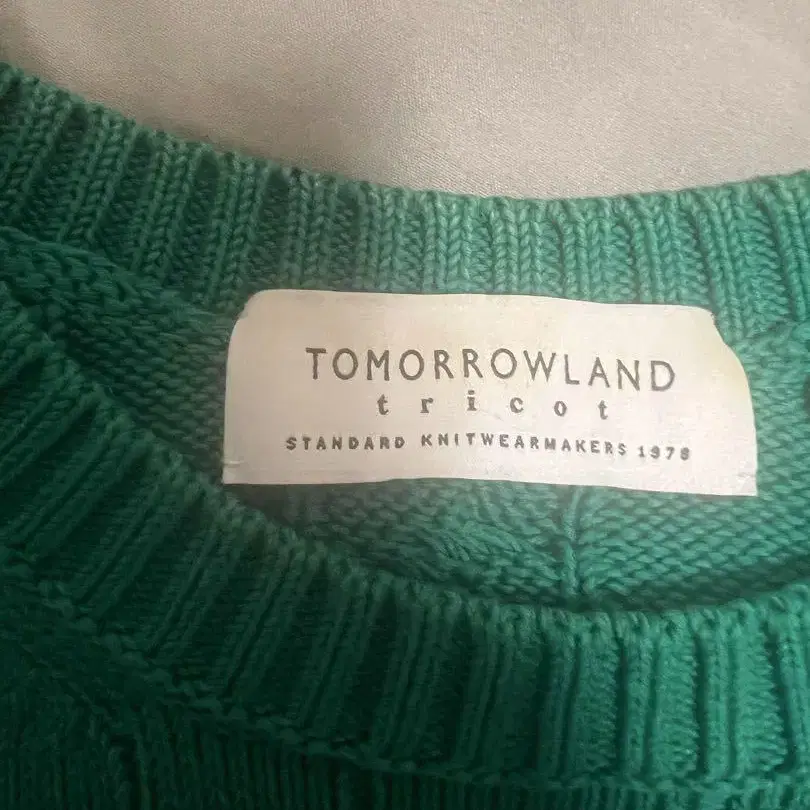 TOMORROWLAND
tricot
STANDARD KNITWEARMAKERS 1978